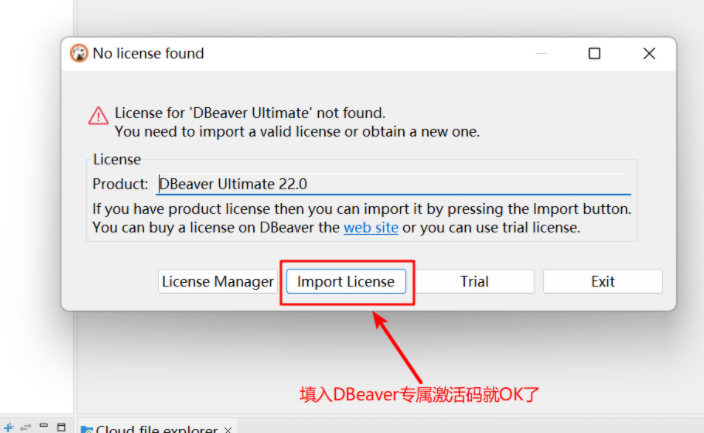 No license found
License for 'DBeaver Ultimate' not found.
You need to import a valid license or obtain a new one.
License
Product: DBeaver Ultimate 22.0
If you have product license then you can import it by pressing the Import button.
You can buy a license on DBeaver the web site or you can use trial license.
License Manager
Import License
Trial
Exit
填入DBeaver专属激活码就OK了
Cloud file explorer